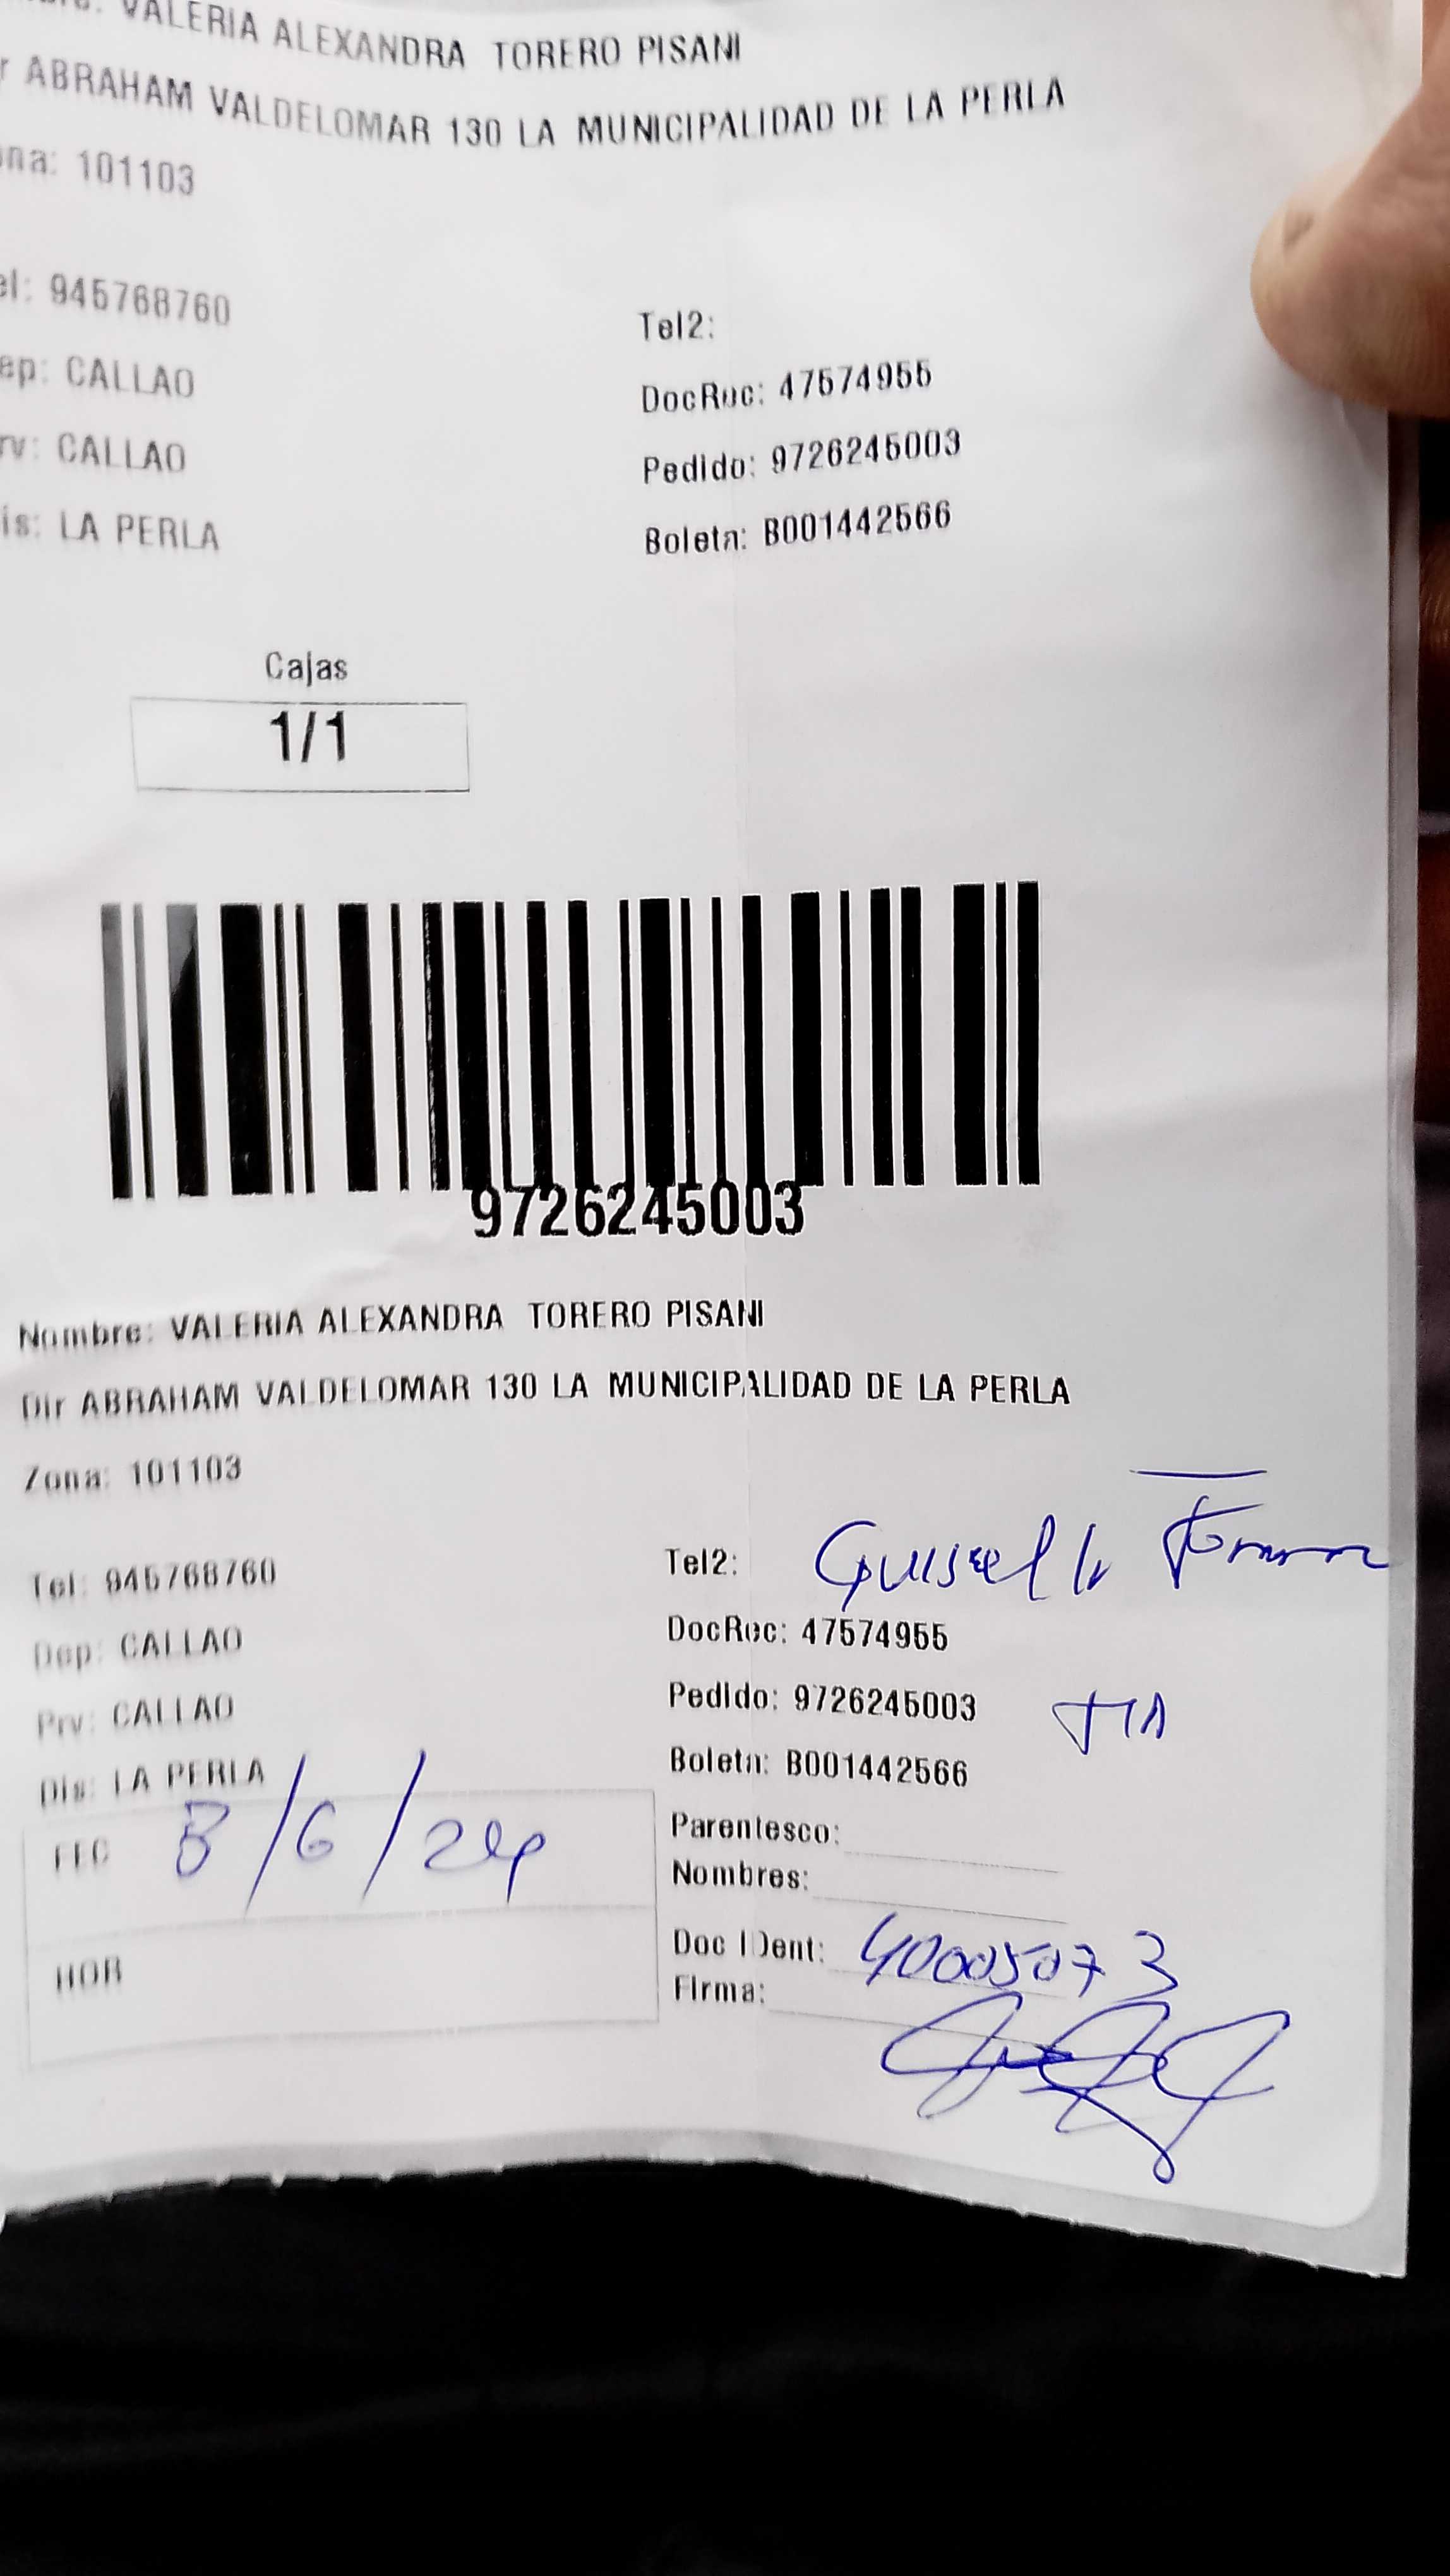 VALERIA ALEXANDRA TORERO PISANI
r ABRAHAM VALDELOMAR 130 LA MUNICIPALIDAD DE LA PERLA
ona: 101103
el: 945768760
Tel2:
ep: CALLAO
DocRec: 47574955
rv: CALLAO
Pedido: 9726245003
is: LA PERLA
Boleta: B001442566
Cajas
1/1
9726245003
Nombre: VALERIA ALEXANDRA TORERO PISANI
Dir ABRAHAM VALDELOMAR 130 LA MUNICIPALIDAD DE LA PERLA
Zona: 101103
Tel: 945768760
Tel2:
Dep: CALLAO
DocRec: 47574955
Prv: CALLAO
Pedido: 9726245003 TIA
Dis: LA PERLA
Boleta: B001442566
FEC 8/6/24
Parentesco:
Nombres:
HOR
Doc IDent: 40005073
Firma: